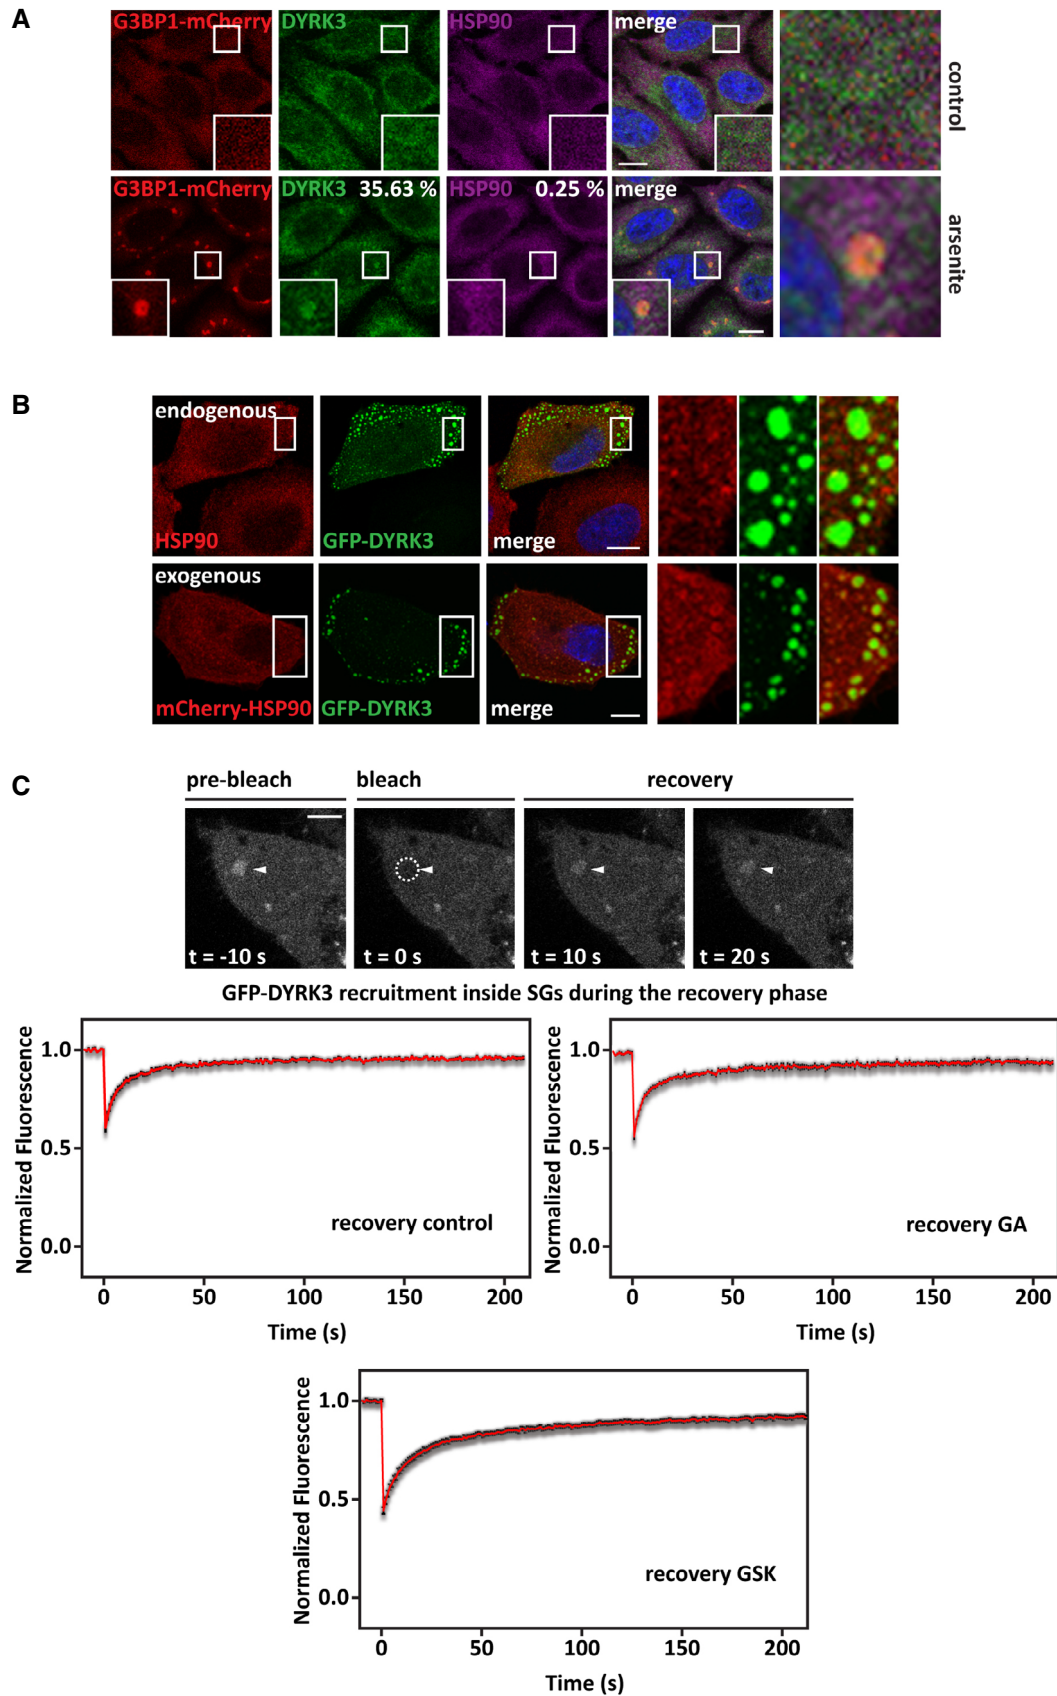 A
G3BP1-mCherry DYRK3 HSP90 merge
control
G3BP1-mCherry DYRK3 35.63 % HSP90 0.25 % merge
arsenite
B
endogenous
HSP90 GFP-DYRK3 merge
exogenous
mCherry-HSP90 GFP-DYRK3 merge
C
pre-bleach bleach recovery
t = -10 s t = 0 s t = 10 s t = 20 s
GFP-DYRK3 recruitment inside SGs during the recovery phase
Normalized Fluorescence
1.0
0.5
0.0
recovery control
0 50 100 150 200
Time (s)
Normalized Fluorescence
1.0
0.5
0.0
recovery GA
0 50 100 150 200
Time (s)
Normalized Fluorescence
1.0
0.5
0.0
recovery GSK
0 50 100 150 200
Time (s)